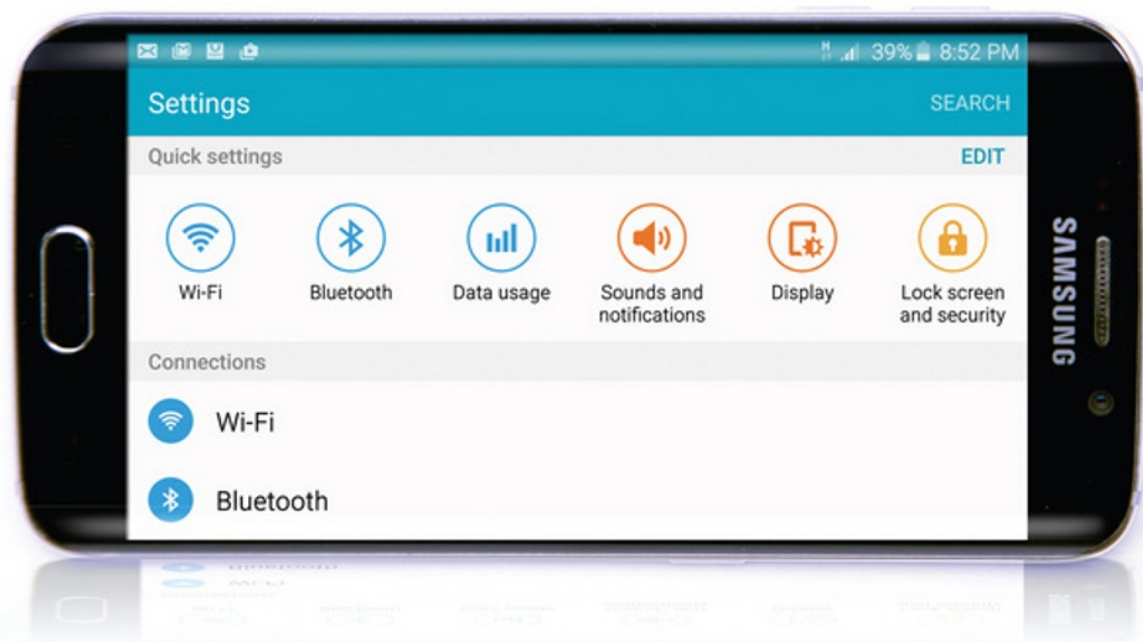 39% 8:52 PM
Settings SEARCH
Quick settings EDIT
Wi-Fi Bluetooth Data usage Sounds and notifications Display Lock screen and security
Connections
Wi-Fi
Bluetooth
SAMSUNG